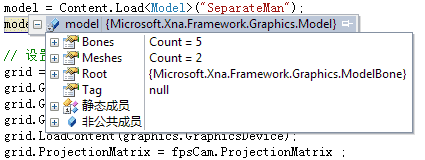 model = Content.Load<Model>("SeparateMan");
mode
model {Microsoft.Xna.Framework.Graphics.Model}
Bones Count = 5
// 设置 Meshes Count = 2
grid = Root {Microsoft.Xna.Framework.Graphics.ModelBone}
grid.G Tag null
grid.G 静态成员
grid. 非公共成员
grid.LoadContent(graphics.GraphicsDevice);
grid.ProjectionMatrix = fpsCam.ProjectionMatrix ;